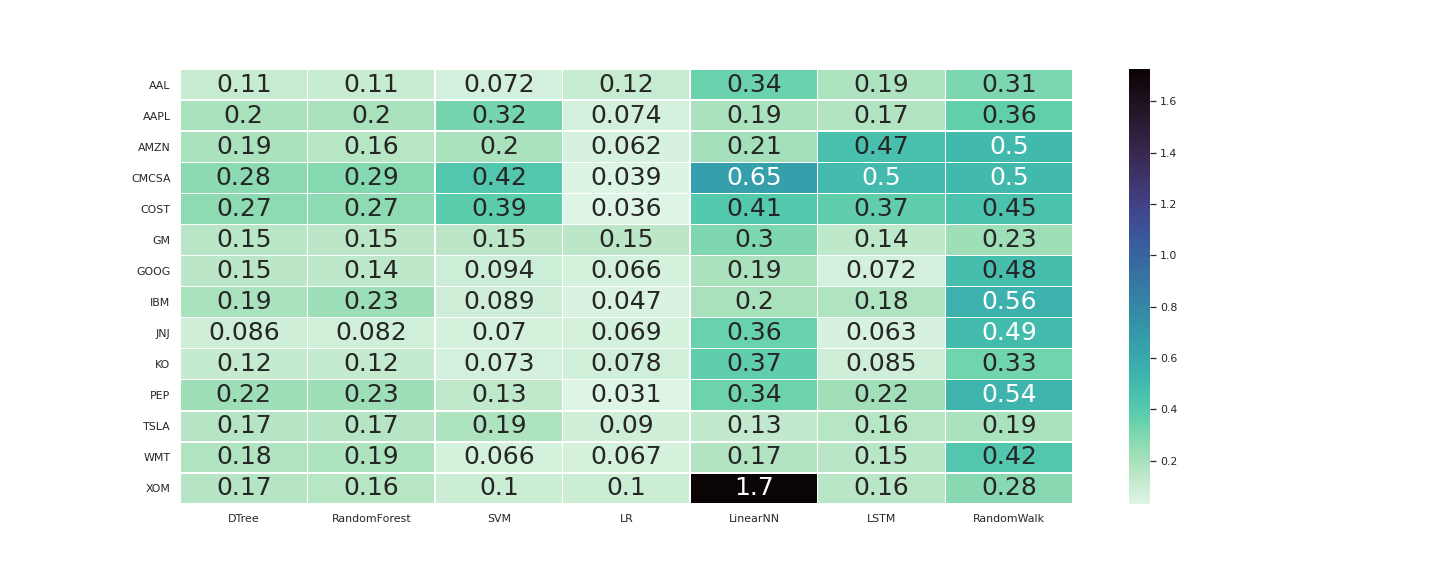 AAL 0.11 0.11 0.072 0.12 0.34 0.19 0.31
AAPL 0.2 0.2 0.32 0.074 0.19 0.17 0.36
AMZN 0.19 0.16 0.2 0.062 0.21 0.47 0.5
CMCSA 0.28 0.29 0.42 0.039 0.65 0.5 0.5
COST 0.27 0.27 0.39 0.036 0.41 0.37 0.45
GM 0.15 0.15 0.15 0.15 0.3 0.14 0.23
GOOG 0.15 0.14 0.094 0.066 0.19 0.072 0.48
IBM 0.19 0.23 0.089 0.047 0.2 0.18 0.56
JNJ 0.086 0.082 0.07 0.069 0.36 0.063 0.49
KO 0.12 0.12 0.073 0.078 0.37 0.085 0.33
PEP 0.22 0.23 0.13 0.031 0.34 0.22 0.54
TSLA 0.17 0.17 0.19 0.09 0.13 0.16 0.19
WMT 0.18 0.19 0.066 0.067 0.17 0.15 0.42
XOM 0.17 0.16 0.1 0.1 1.7 0.16 0.28
DTree RandomForest SVM LR LinearNN LSTM RandomWalk
1.6
1.4
1.2
1.0
0.8
0.6
0.4
0.2